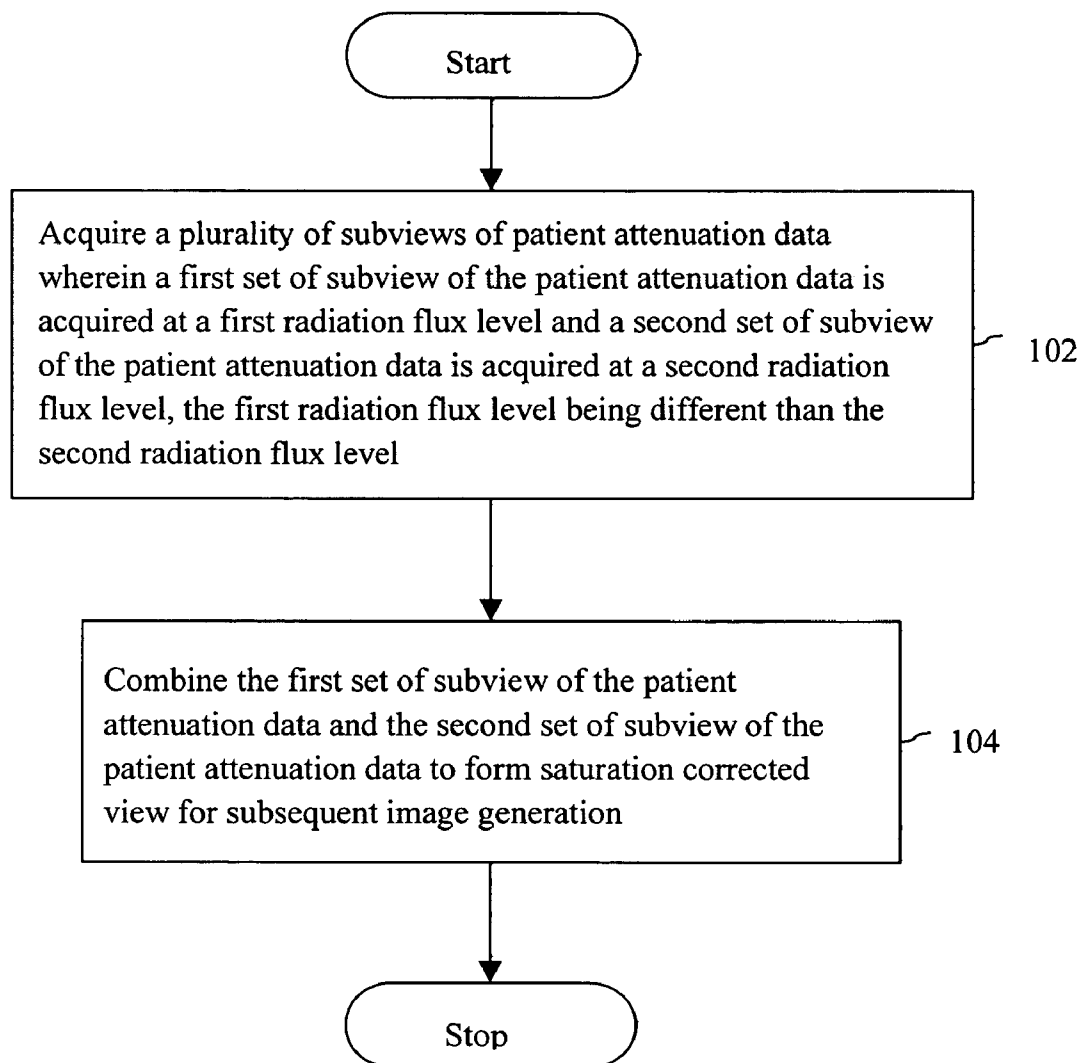 Start
Acquire a plurality of subviews of patient attenuation data
wherein a first set of subview of the patient attenuation data is
acquired at a first radiation flux level and a second set of subview
of the patient attenuation data is acquired at a second radiation
flux level, the first radiation flux level being different than the
second radiation flux level
102
Combine the first set of subview of the patient
attenuation data and the second set of subview of the
patient attenuation data to form saturation corrected
view for subsequent image generation
104
Stop